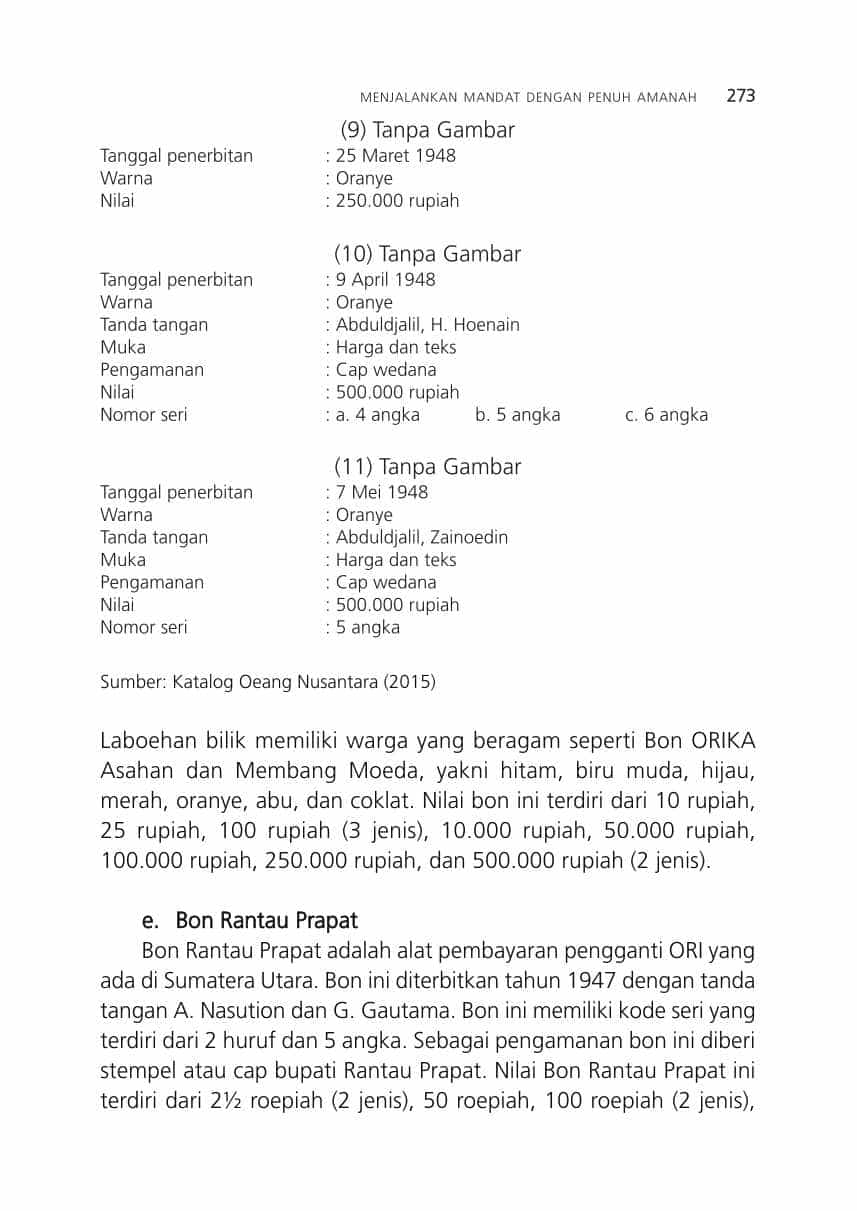 MENJALANKAN MANDAT DENGAN PENUH AMANAH 273
(9) Tanpa Gambar
Tanggal penerbitan : 25 Maret 1948
Warna : Oranye
Nilai : 250.000 rupiah
(10) Tanpa Gambar
Tanggal penerbitan : 9 April 1948
Warna : Oranye
Tanda tangan : Abduldjalil, H. Hoenain
Muka : Harga dan teks
Pengamanan : Cap wedana
Nilai : 500.000 rupiah
Nomor seri : a. 4 angka b. 5 angka c. 6 angka
(11) Tanpa Gambar
Tanggal penerbitan : 7 Mei 1948
Warna : Oranye
Tanda tangan : Abduldjalil, Zainoedin
Muka : Harga dan teks
Pengamanan : Cap wedana
Nilai : 500.000 rupiah
Nomor seri : 5 angka
Sumber: Katalog Oeang Nusantara (2015)
Laboehan bilik memiliki warga yang beragam seperti Bon ORIKA
Asahan dan Membang Moeda, yakni hitam, biru muda, hijau,
merah, oranye, abu, dan coklat. Nilai bon ini terdiri dari 10 rupiah,
25 rupiah, 100 rupiah (3 jenis), 10.000 rupiah, 50.000 rupiah,
100.000 rupiah, 250.000 rupiah, dan 500.000 rupiah (2 jenis).
e. Bon Rantau Prapat
Bon Rantau Prapat adalah alat pembayaran pengganti ORI yang
ada di Sumatera Utara. Bon ini diterbitkan tahun 1947 dengan tanda
tangan A. Nasution dan G. Gautama. Bon ini memiliki kode seri yang
terdiri dari 2 huruf dan 5 angka. Sebagai pengamanan bon ini diberi
stempel atau cap bupati Rantau Prapat. Nilai Bon Rantau Prapat ini
terdiri dari 2½ roepiah (2 jenis), 50 roepiah, 100 roepiah (2 jenis),